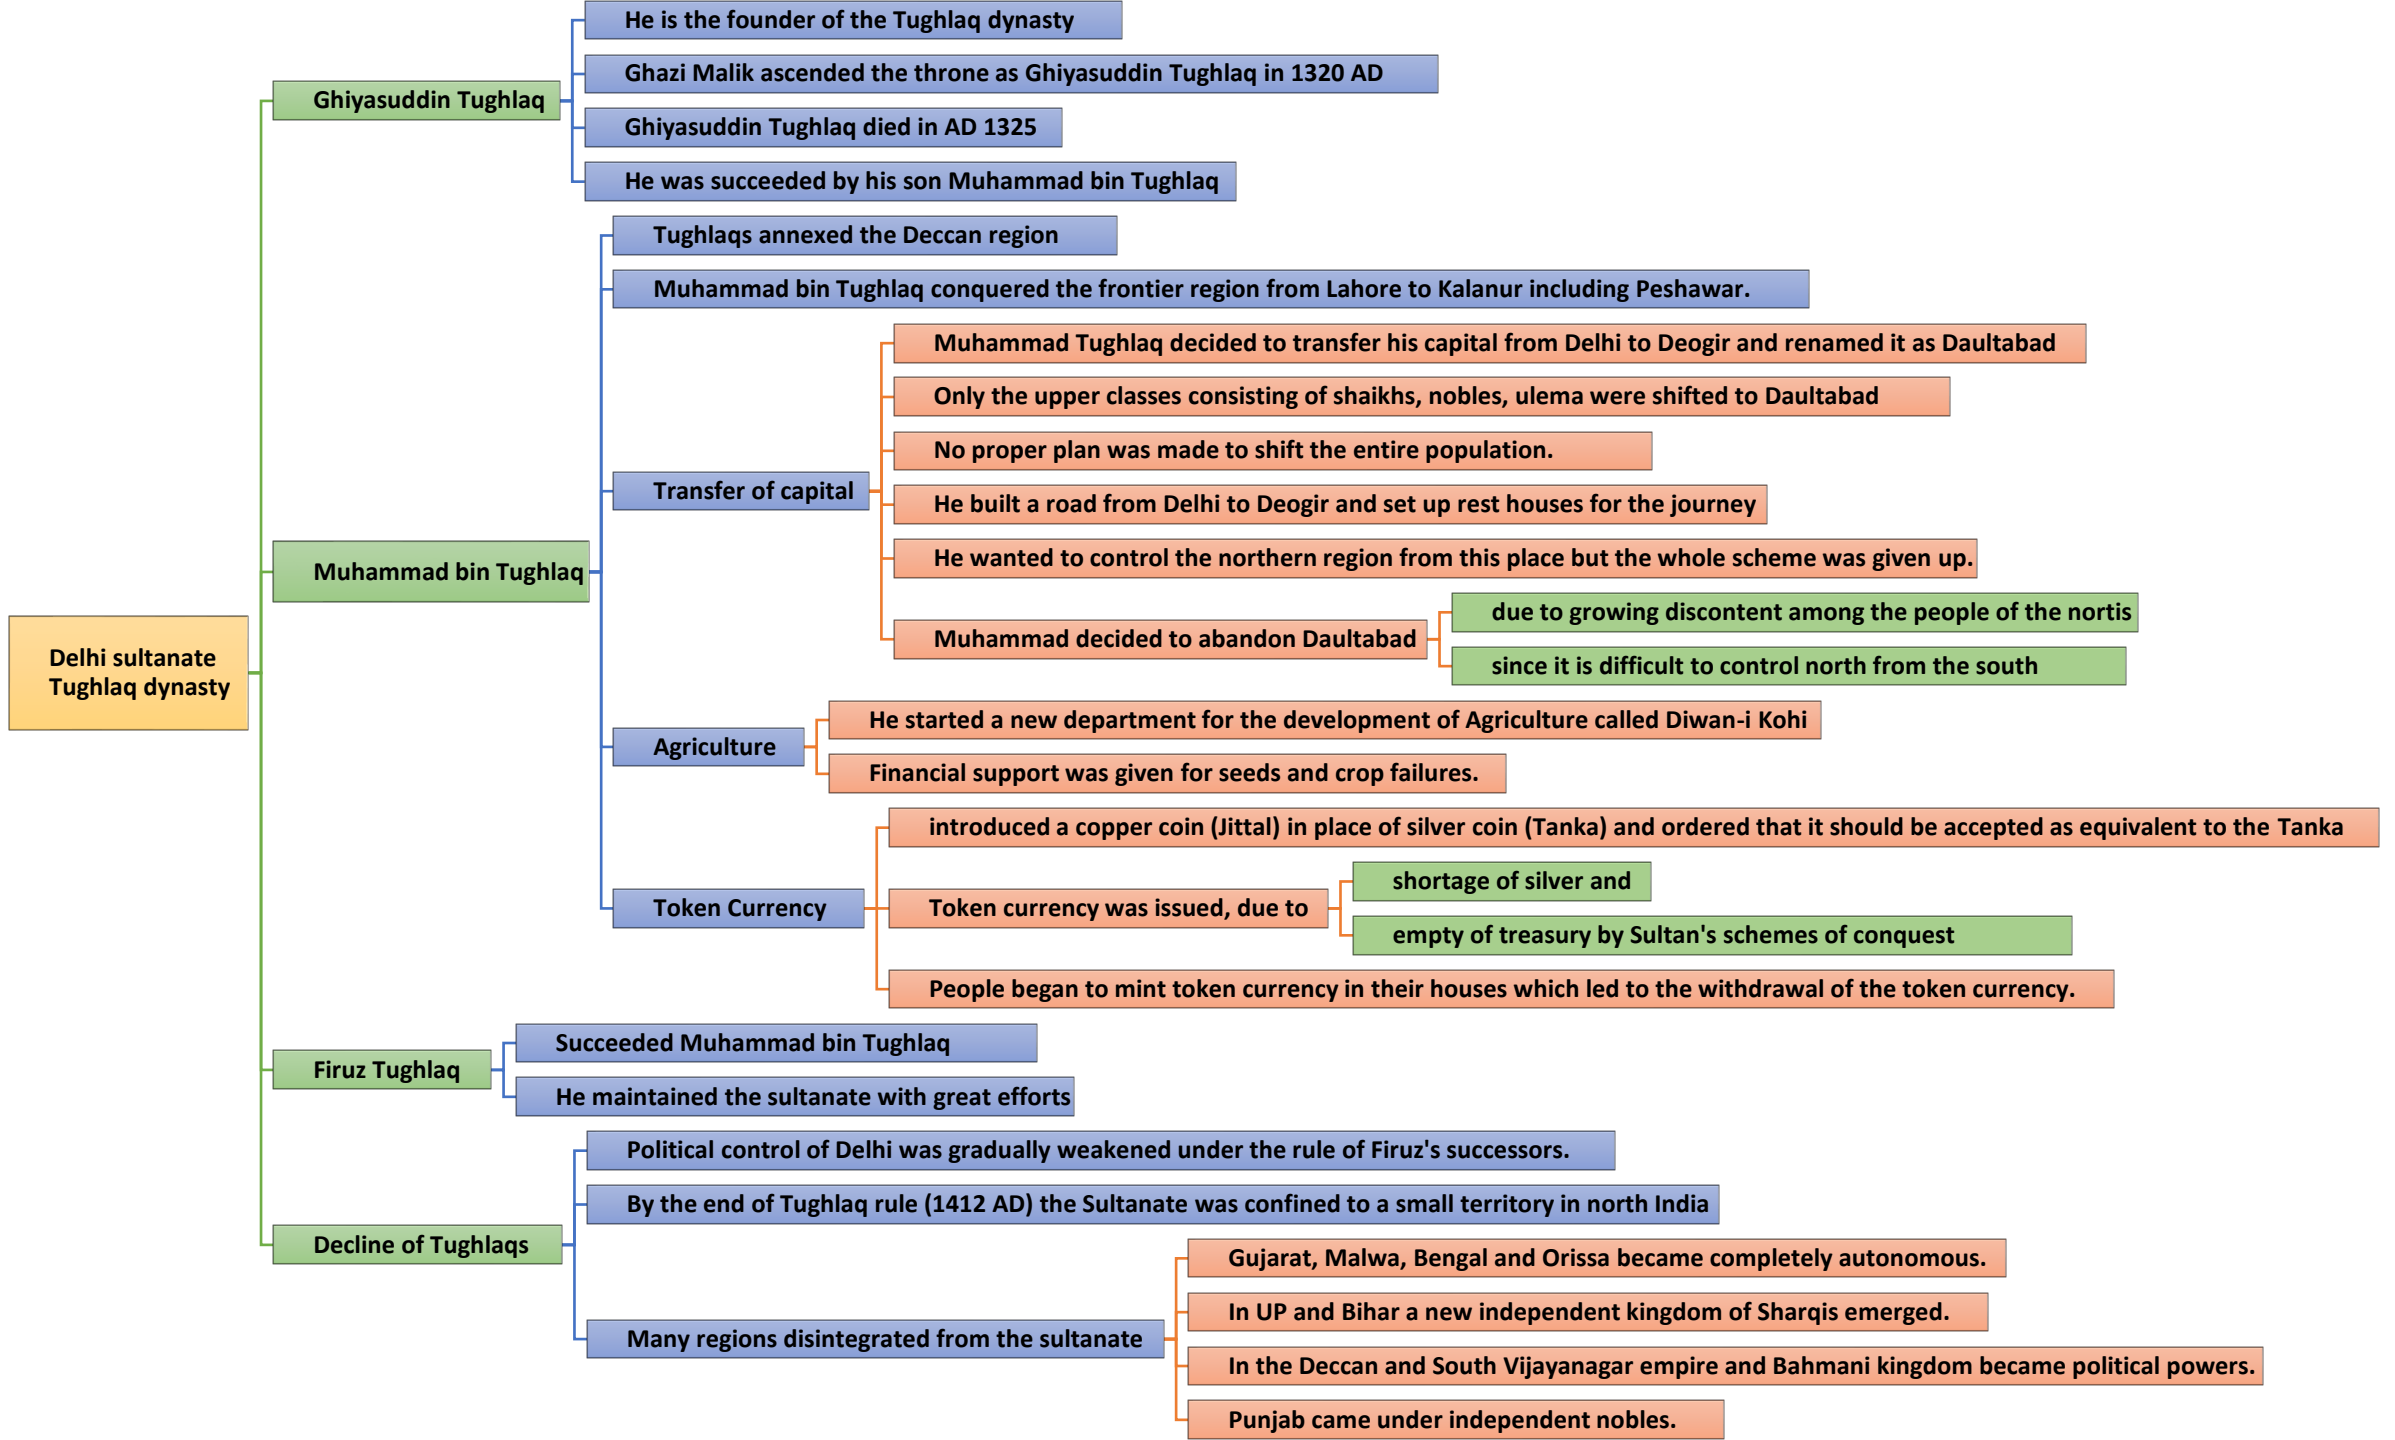 He is the founder of the Tughlaq dynasty
Ghazi Malik ascended the throne as Ghiyasuddin Tughlaq in 1320 AD
Ghiyasuddin Tughlaq
Ghiyasuddin Tughlaq died in AD 1325
He was succeeded by his son Muhammad bin Tughlaq
Tughlaqs annexed the Deccan region
Muhammad bin Tughlaq conquered the frontier region from Lahore to Kalanur including Peshawar.
Muhammad Tughlaq decided to transfer his capital from Delhi to Deogir and renamed it as Daultabad
Only the upper classes consisting of shaikhs, nobles, ulema were shifted to Daultabad
No proper plan was made to shift the entire population.
Transfer of capital
He built a road from Delhi to Deogir and set up rest houses for the journey
He wanted to control the northern region from this place but the whole scheme was given up.
Muhammad bin Tughlaq
due to growing discontent among the people of the nortis
Muhammad decided to abandon Daultabad
since it is difficult to control north from the south
Delhi sultanate
Tughlaq dynasty
He started a new department for the development of Agriculture called Diwan-i Kohi
Agriculture
Financial support was given for seeds and crop failures.
introduced a copper coin (Jittal) in place of silver coin (Tanka) and ordered that it should be accepted as equivalent to the Tanka
shortage of silver and
Token Currency
Token currency was issued, due to
empty of treasury by Sultan's schemes of conquest
People began to mint token currency in their houses which led to the withdrawal of the token currency.
Succeeded Muhammad bin Tughlaq
Firuz Tughlaq
He maintained the sultanate with great efforts
Political control of Delhi was gradually weakened under the rule of Firuz's successors.
By the end of Tughlaq rule (1412 AD) the Sultanate was confined to a small territory in north India
Decline of Tughlaqs
Gujarat, Malwa, Bengal and Orissa became completely autonomous.
In UP and Bihar a new independent kingdom of Sharqis emerged.
Many regions disintegrated from the sultanate
In the Deccan and South Vijayanagar empire and Bahmani kingdom became political powers.
Punjab came under independent nobles.